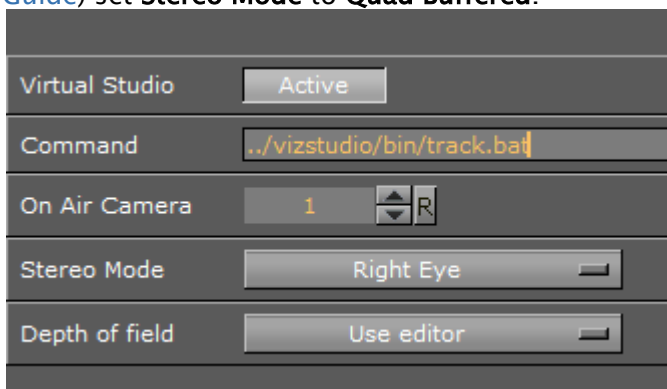 Guide) set Stereo Mode to Quad Buffered.
Virtual Studio Active
Command ../vizstudio/bin/track.bat
On Air Camera 1 R
Stereo Mode Right Eye
Depth of field Use editor